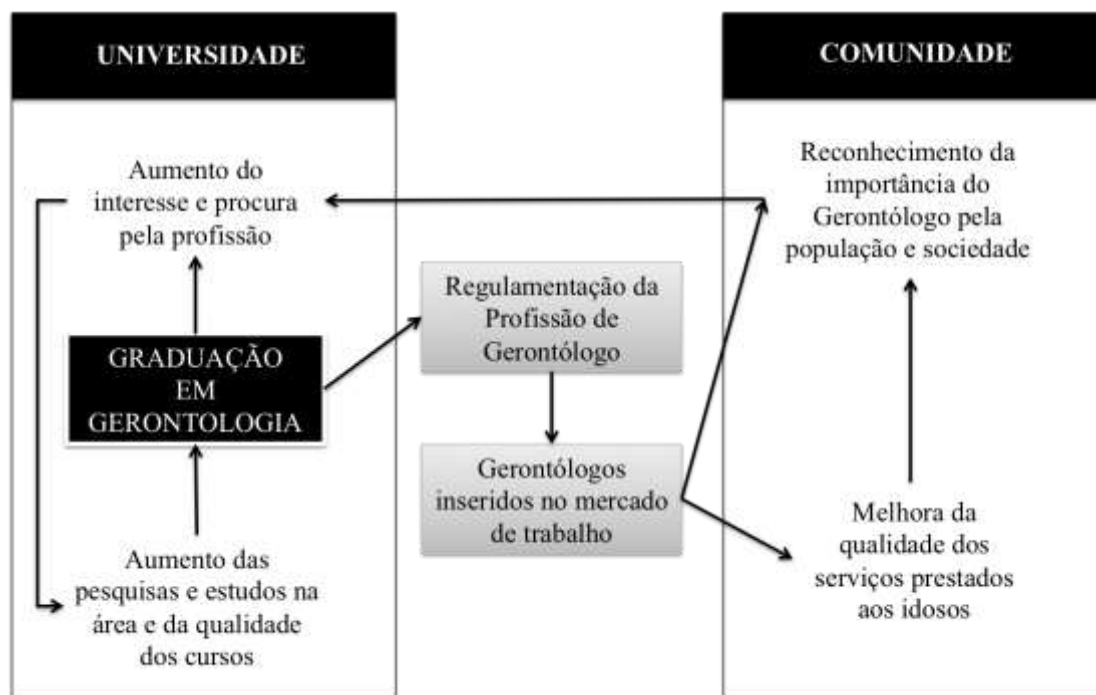 UNIVERSIDADE
Aumento do
interesse e procura
pela profissão
GRADUAÇÃO
EM
GERONTOLOGIA
Aumento das
pesquisas e estudos na
área e da qualidade
dos cursos
Regulamentação da
Profissão de
Gerontólogo
Gerontólogos
inseridos no mercado
de trabalho
COMUNIDADE
Reconhecimento da
importância do
Gerontólogo pela
população e sociedade
Melhora da
qualidade dos
serviços prestados
aos idosos